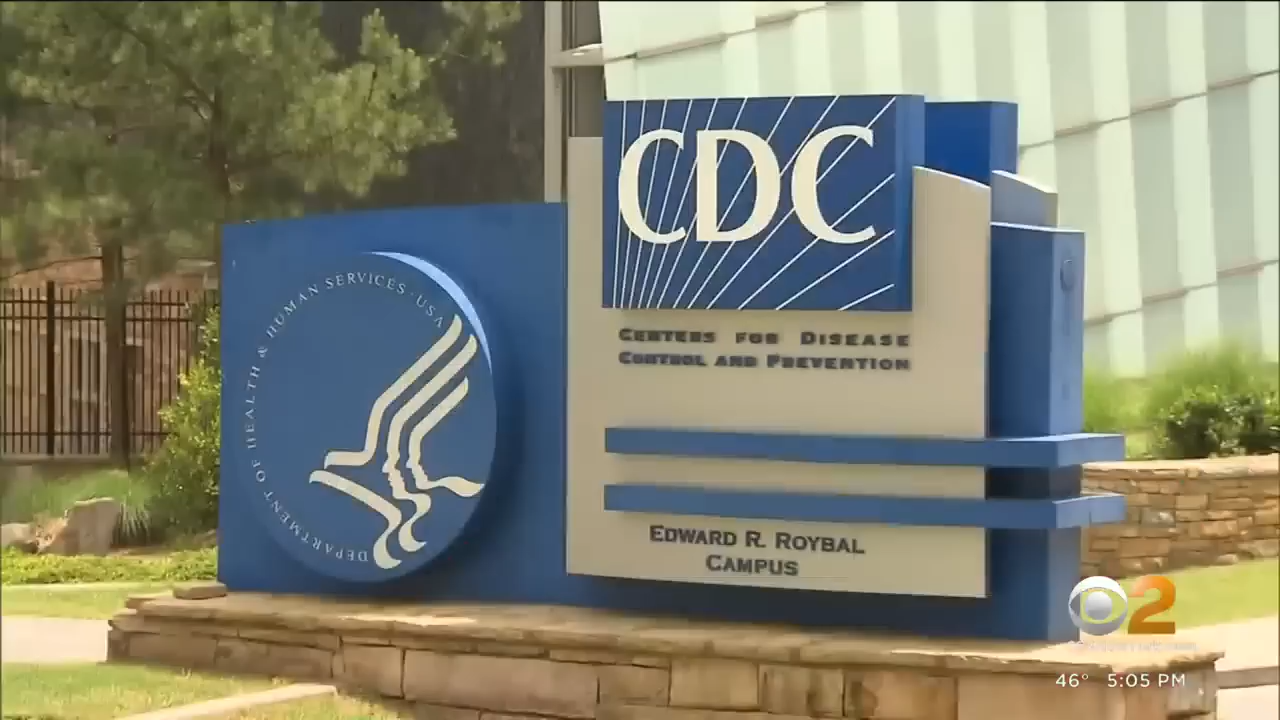 DEPARTMENT OF HEALTH & HUMAN SERVICES · USA
CDC
CENTERS FOR DISEASE
CONTROL AND PREVENTION
EDWARD R. ROYBAL
CAMPUS
2
46° 5:05 PM